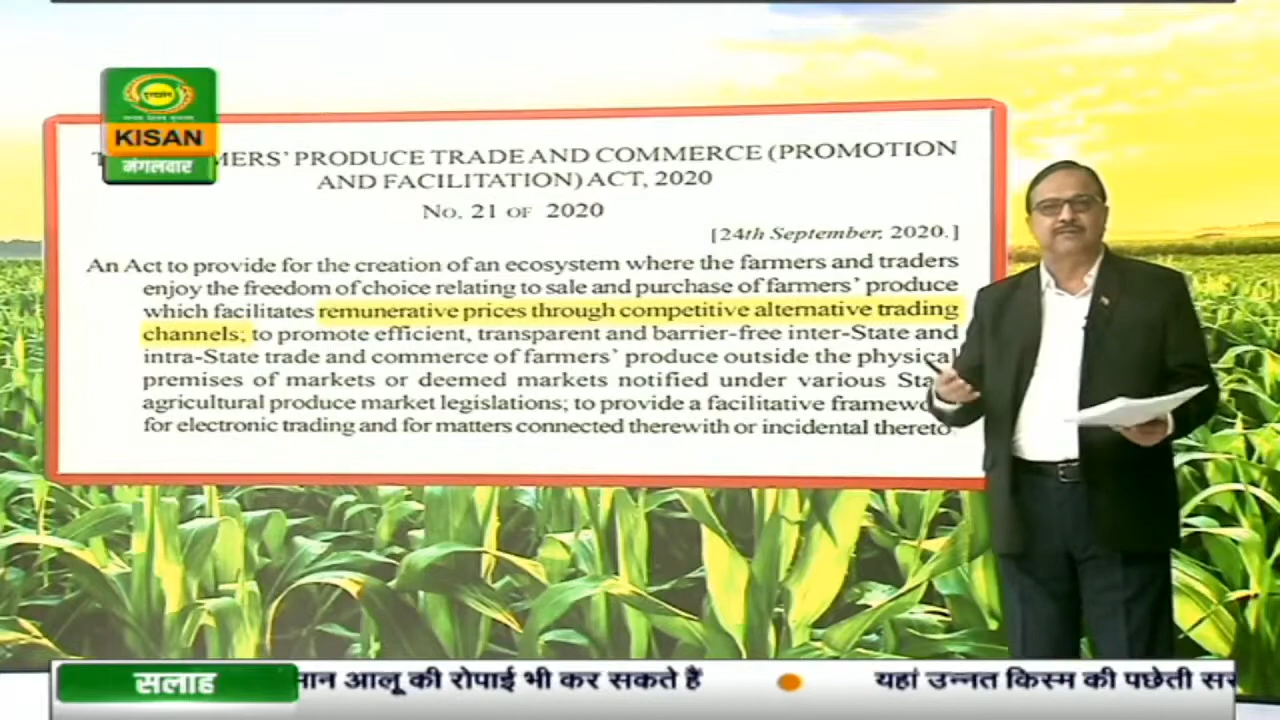 दूरदर्शन
KISAN
मंगलवार
MERS' PRODUCE TRADE AND COMMERCE (PROMOTION
AND FACILITATION) ACT, 2020
No. 21 OF 2020
[24th September, 2020.]
An Act to provide for the creation of an ecosystem where the farmers and traders
enjoy the freedom of choice relating to sale and purchase of farmers' produce
which facilitates remunerative prices through competitive alternative trading
channels; to promote efficient, transparent and barrier-free inter-State and
intra-State trade and commerce of farmers' produce outside the physical
premises of markets or deemed markets notified under various Sta
agricultural produce market legislations; to provide a facilitative framewo
for electronic trading and for matters connected therewith or incidental thereto.
सलाह
ान आलू की रोपाई भी कर सकते हैं
यहां उन्नत किस्म की पछेती सर